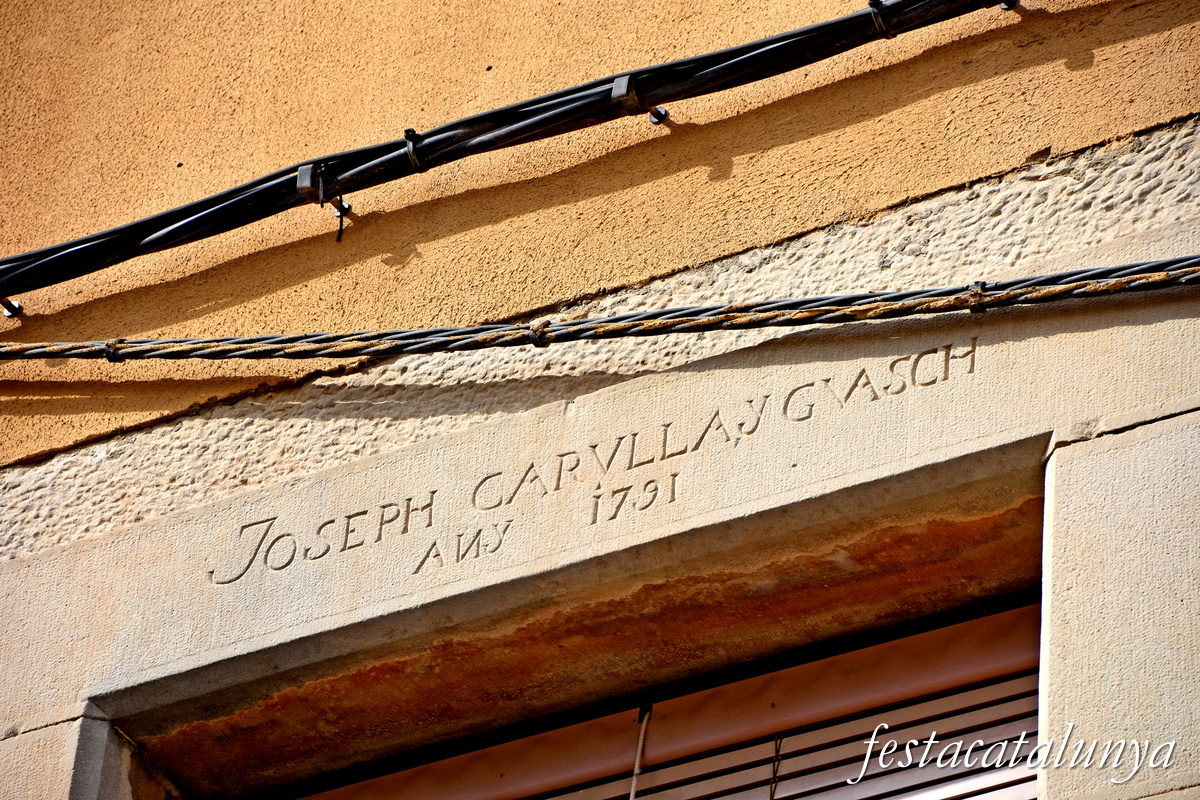 JOSEPH CARVLLA, Y GVASCH
ANY 1791
festacatalunya